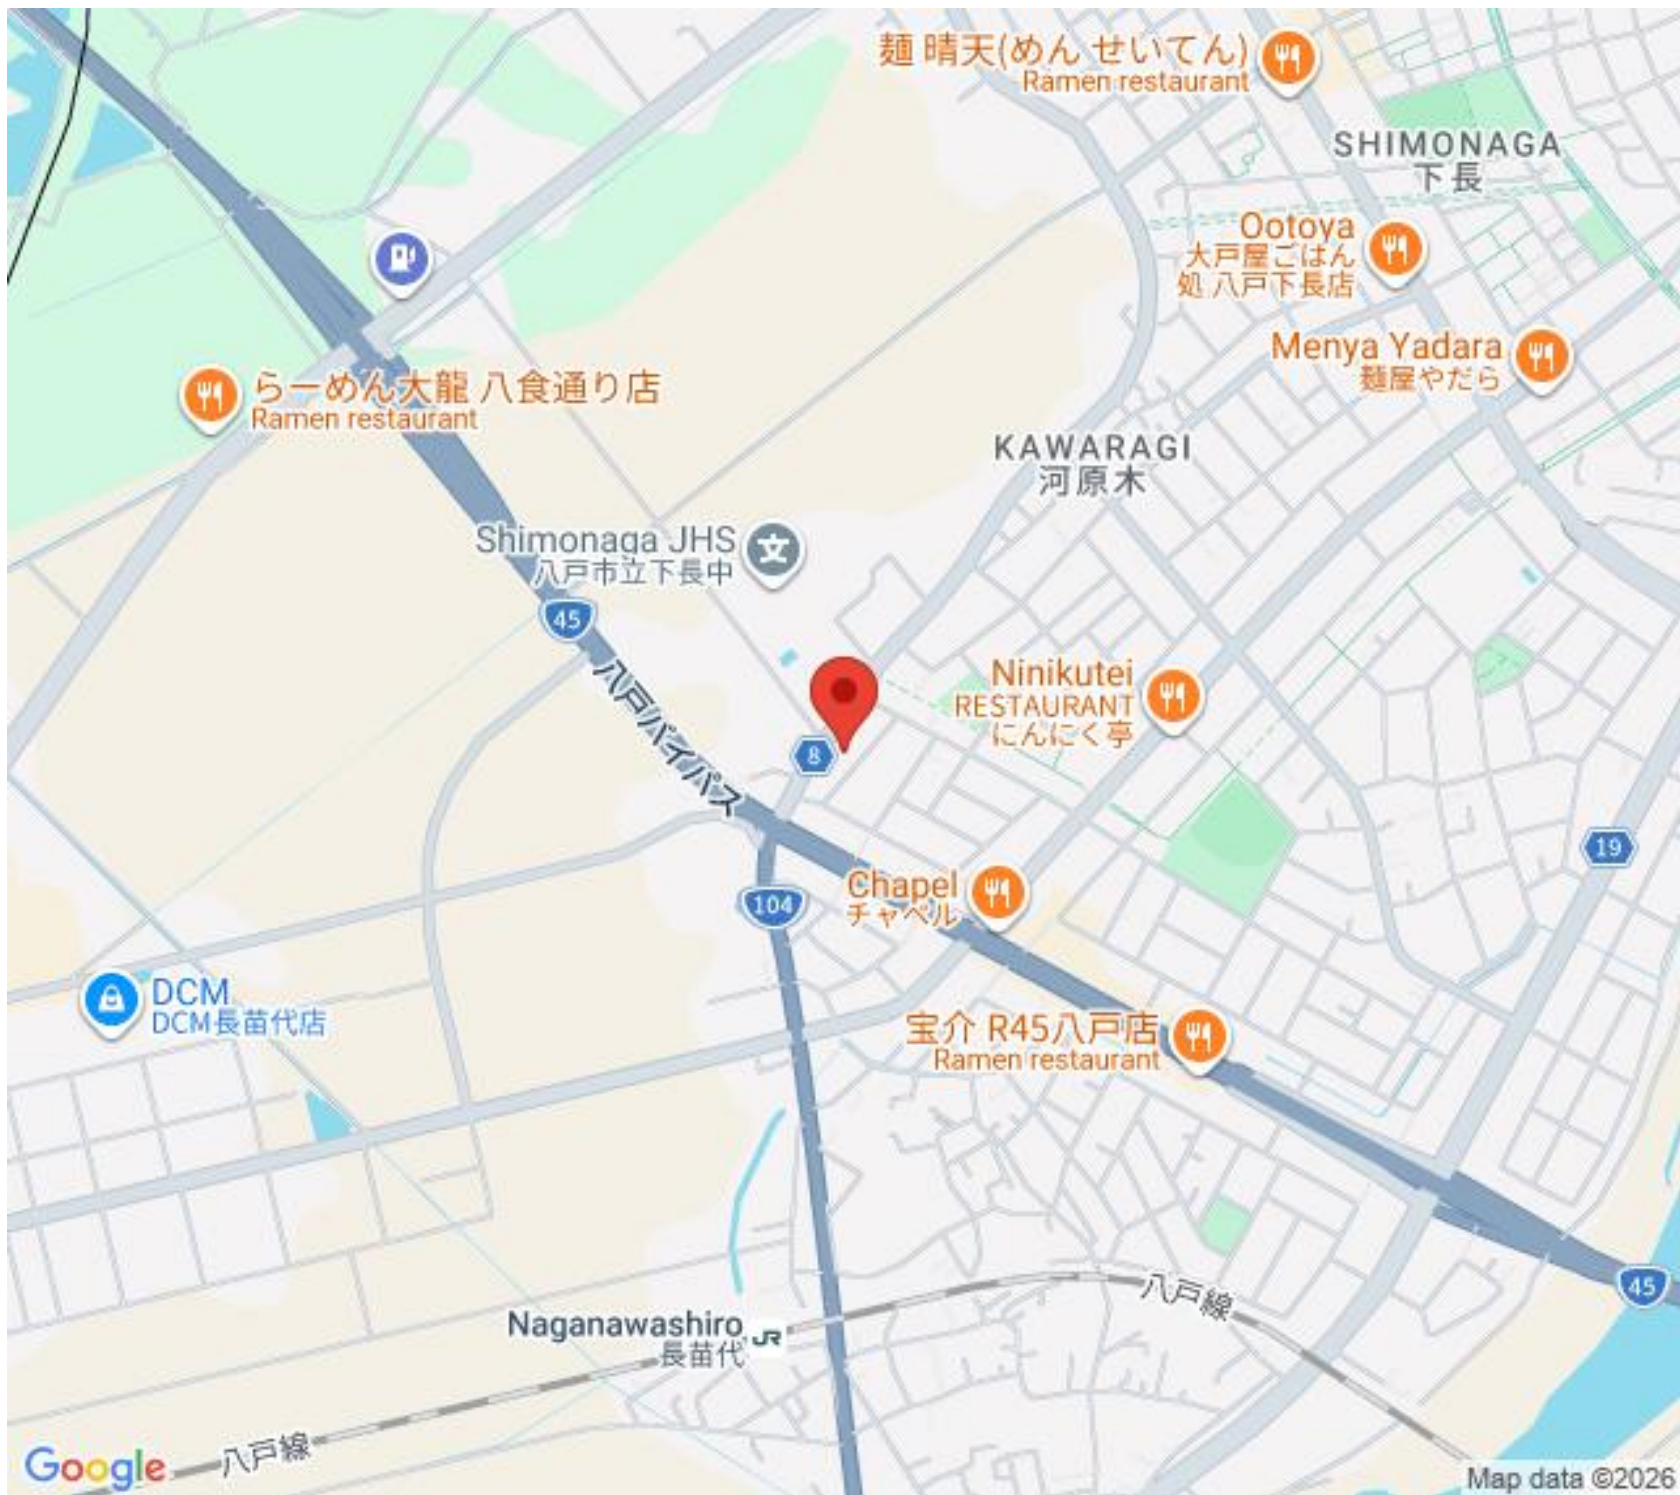 麺 晴天(めん せいてん)
Ramen restaurant
SHIMONAGA
下長
Ootoya
大戸屋ごはん
処 八戸下長店
Menya Yadara
麺屋やだら
らーめん大龍 八食通り店
Ramen restaurant
KAWARAGI
河原木
Shimonaga JHS
八戸市立下長中
45
八戸バイパス
Ninikutei
RESTAURANT
にんにく亭
8
19
Chapel
チャペル
104
DCM
DCM長苗代店
宝介 R45八戸店
Ramen restaurant
45
八戸線
Naganawashiro
長苗代
JR
八戸線
Google
Map data ©2026